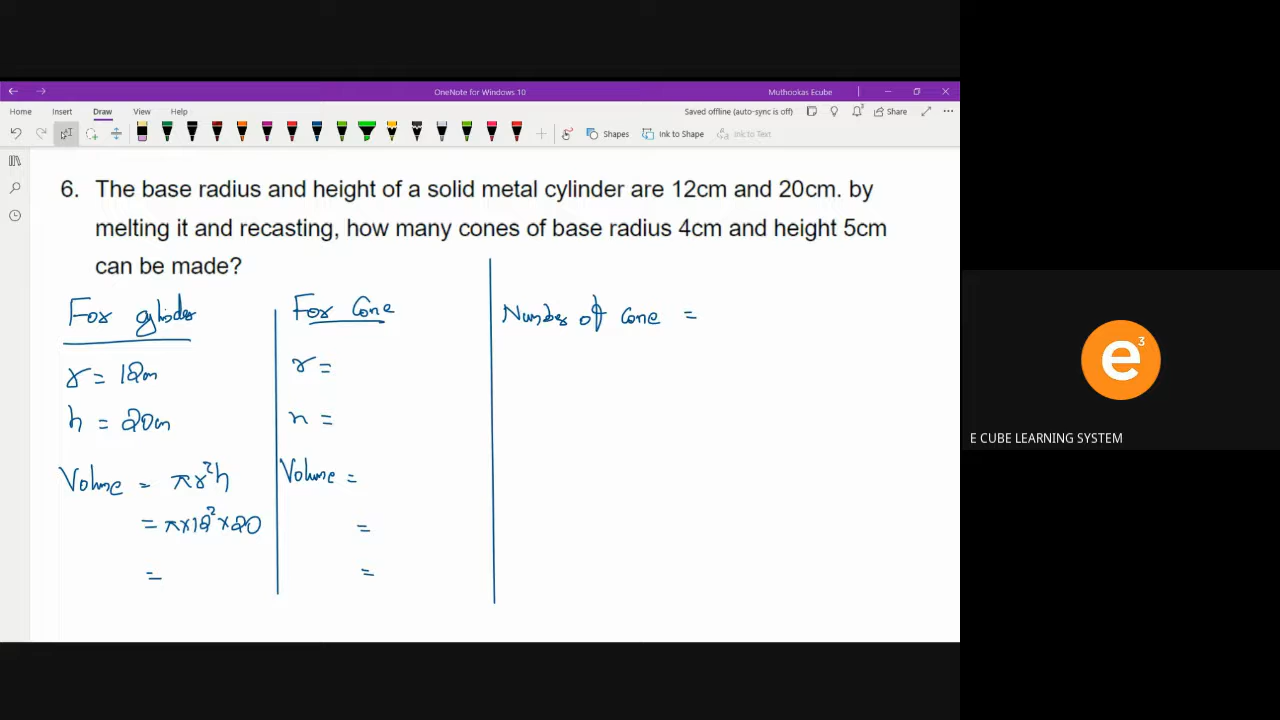 OneNote for Windows 10
Muthookas Ecube
Home Insert Draw View Help
Saved offline (auto-sync is off)
Share
Shapes
Ink to Shape
Ink to Text
6. The base radius and height of a solid metal cylinder are 12cm and 20cm. by
melting it and recasting, how many cones of base radius 4cm and height 5cm
can be made?
For cylinder
r = 12cm
h = 20cm
Volume = πr²h
= π×12²×20
=
For Cone
r =
h =
Volume =
=
=
Number of Cone =
e³
E CUBE LEARNING SYSTEM